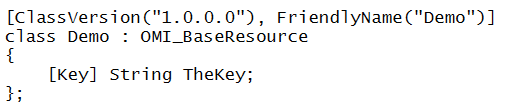 [ClassVersion("1.0.0.0"), FriendlyName("Demo")]
class Demo : OMI_BaseResource
{
    [Key] String TheKey;
};